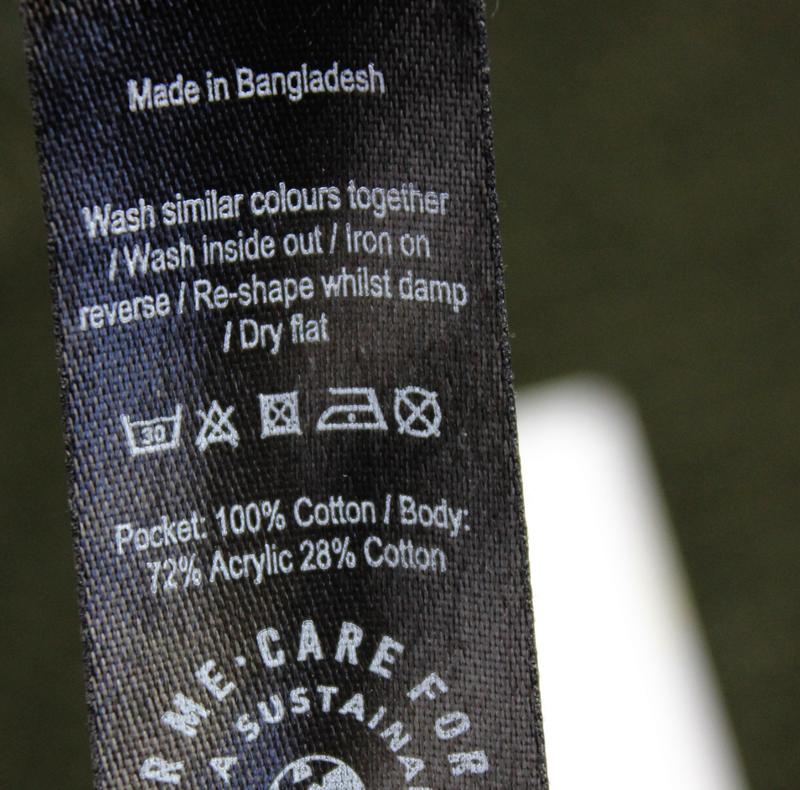 Made in Bangladesh
Wash similar colours together
/ Wash inside out / Iron on
reverse / Re-shape whilst damp
/ Dry flat
30
Pocket: 100% Cotton / Body:
72% Acrylic 28% Cotton
ME · CARE FOR
A SUSTAINA